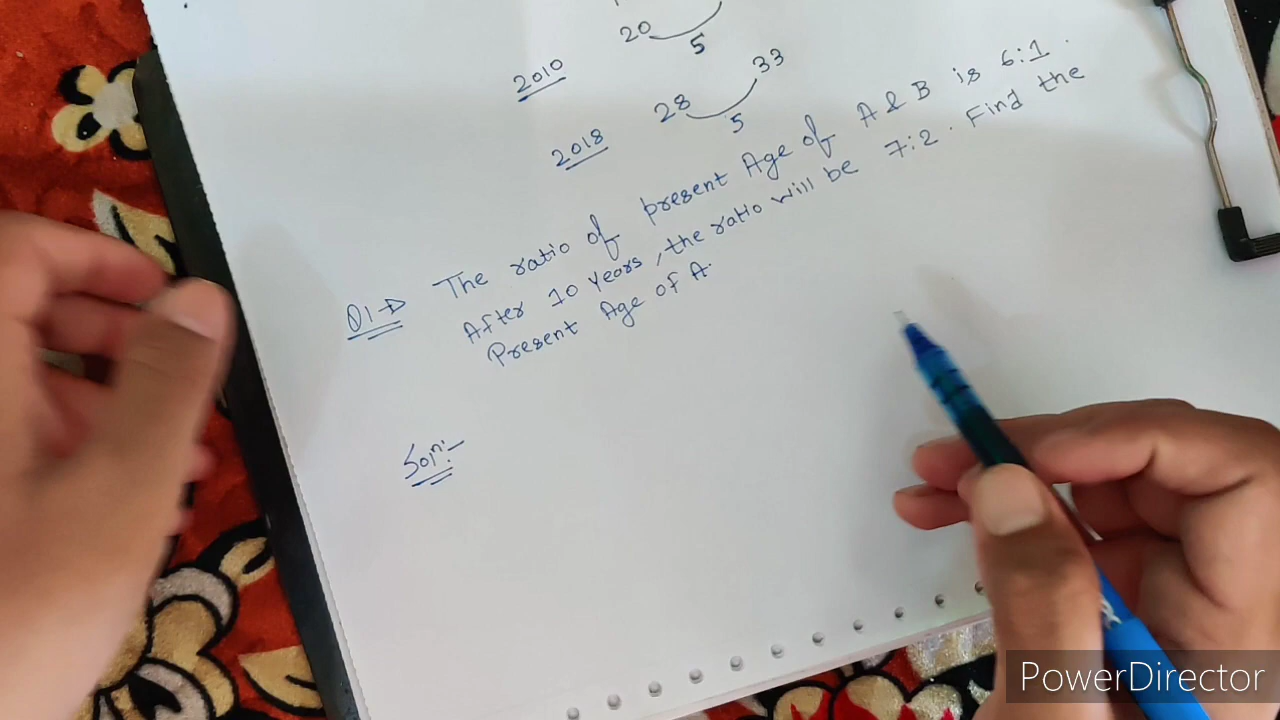 20
5
2010
28 33
5
2018
Q1→ The ratio of present Age of A & B is 6:1.
After 10 years, the ratio will be 7:2. Find the
Present Age of A.
Solⁿ:-
PowerDirector